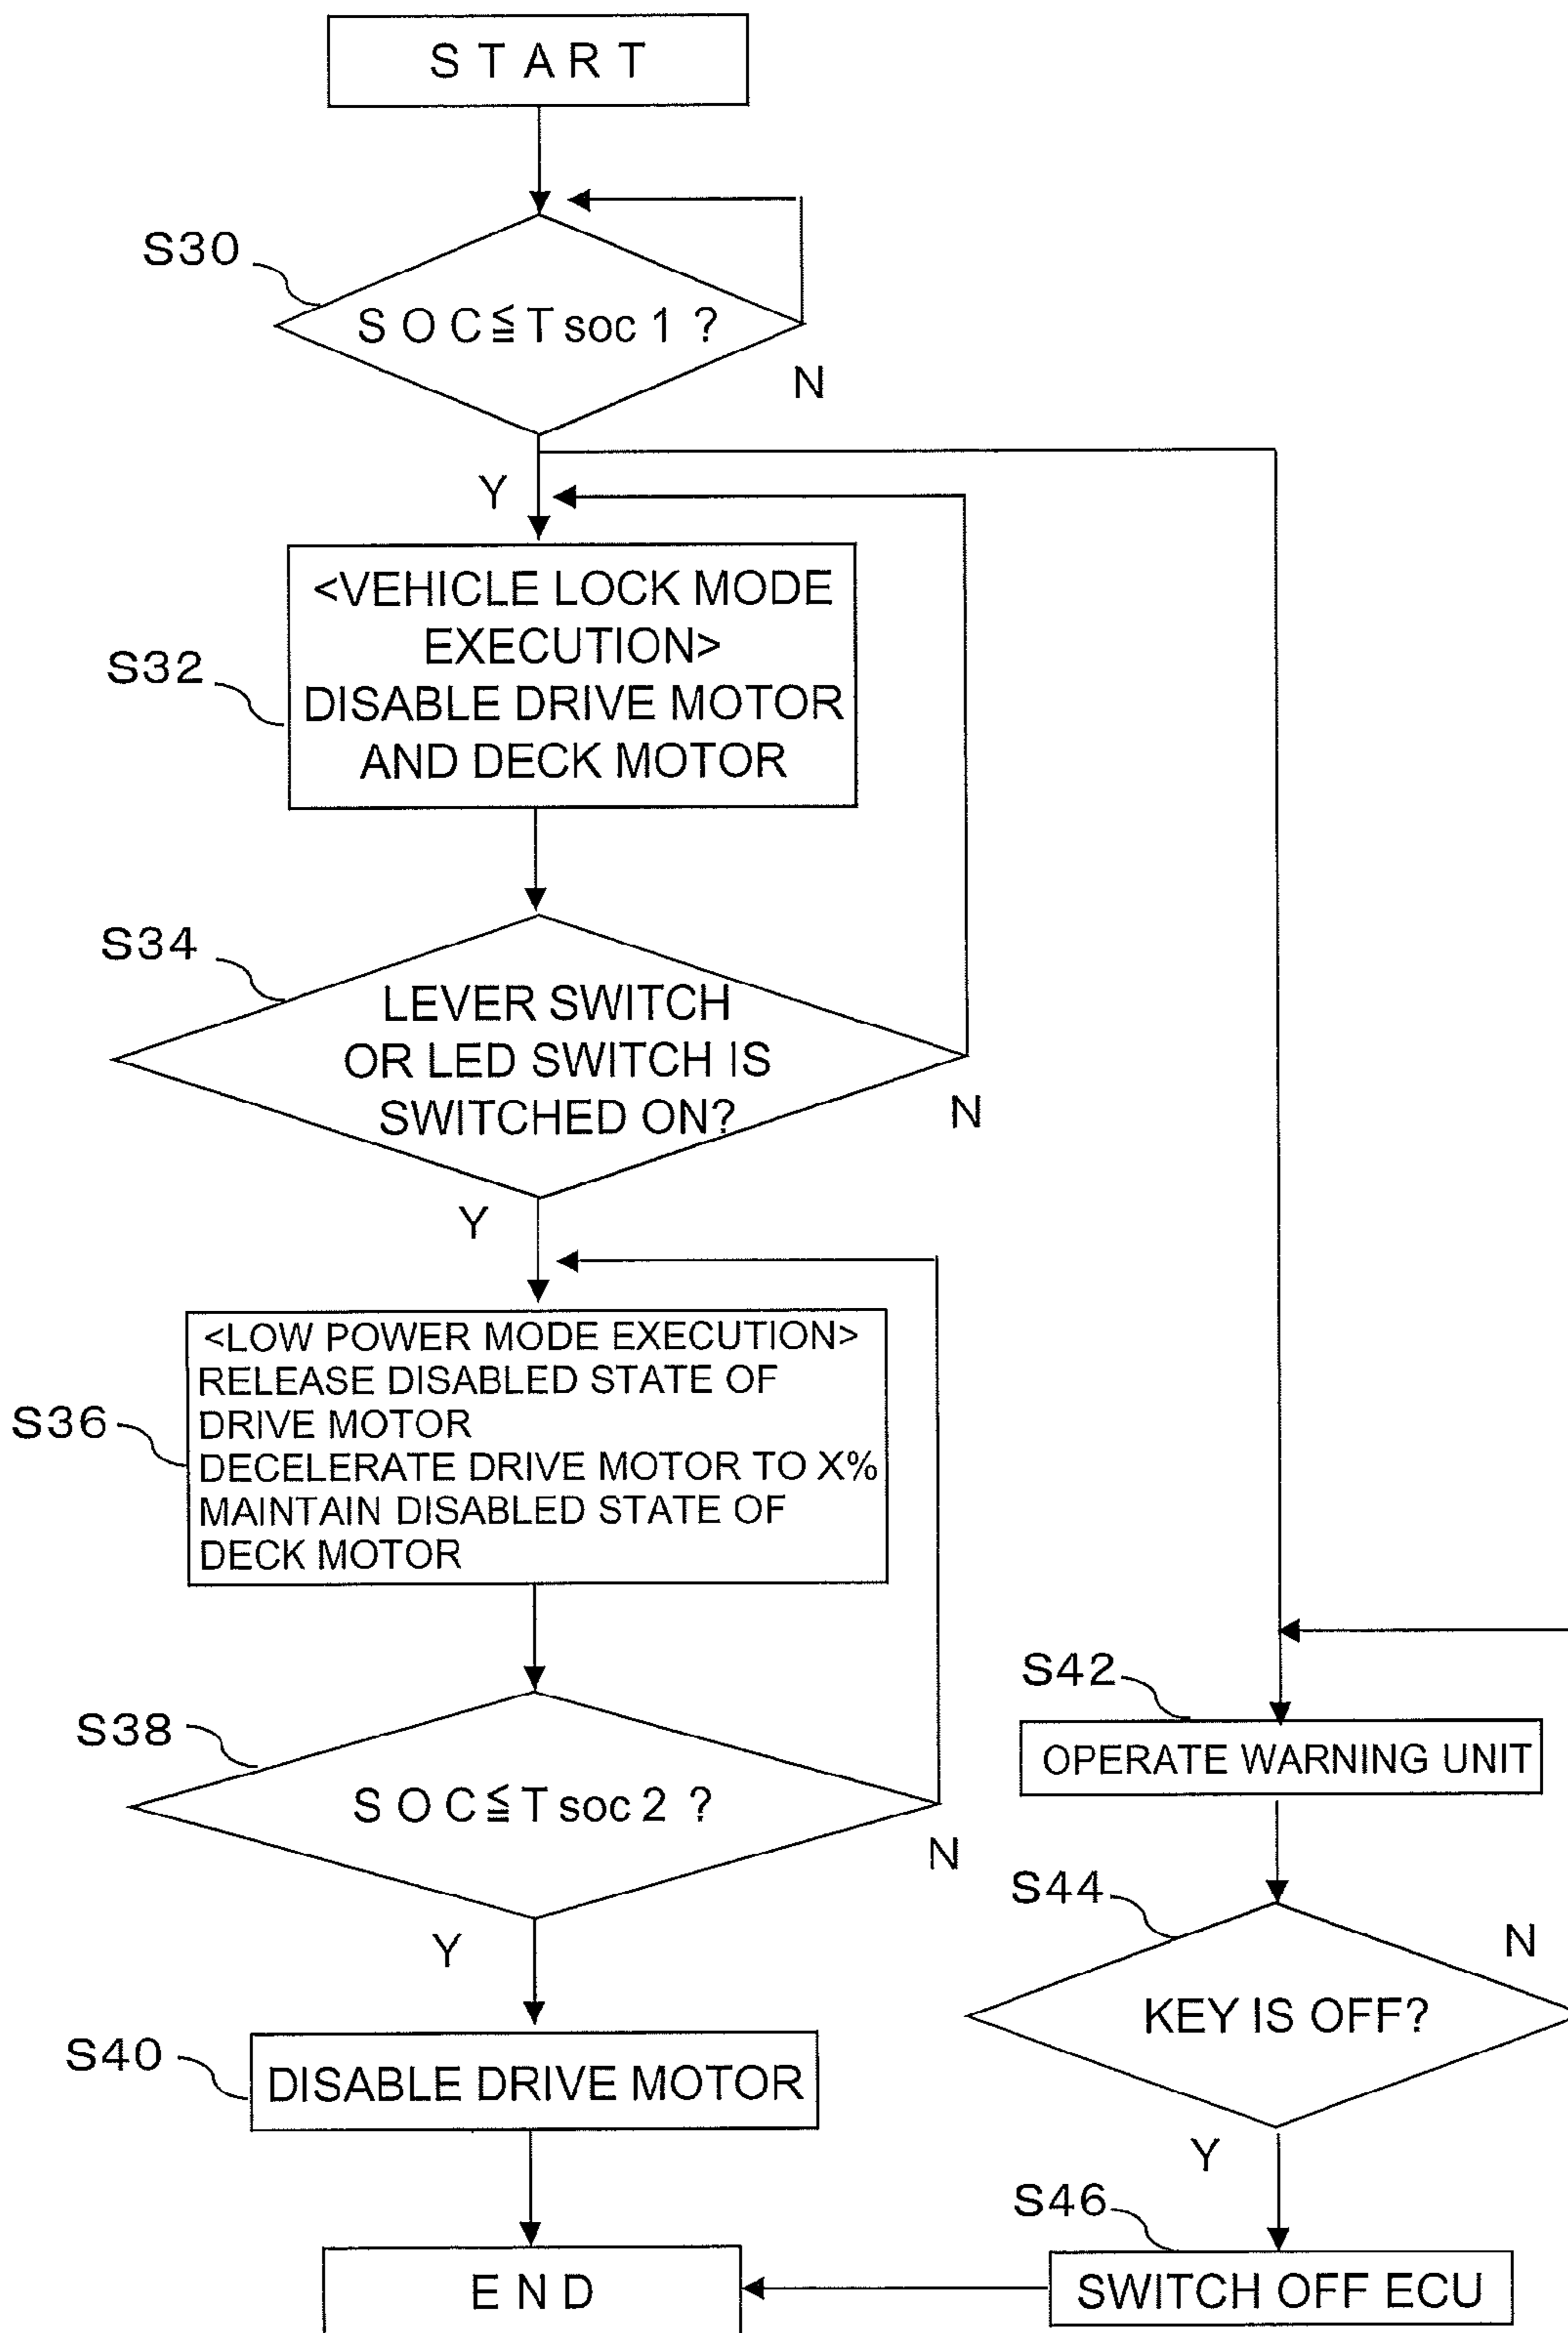 START
S30
SOC≦Tsoc1 ?
N
Y
<VEHICLE LOCK MODE
EXECUTION>
DISABLE DRIVE MOTOR
AND DECK MOTOR
S32
S34
LEVER SWITCH
OR LED SWITCH IS
SWITCHED ON?
N
Y
<LOW POWER MODE EXECUTION>
RELEASE DISABLED STATE OF
DRIVE MOTOR
DECELERATE DRIVE MOTOR TO X%
MAINTAIN DISABLED STATE OF
DECK MOTOR
S36
S38
SOC≦Tsoc2 ?
N
Y
S40
DISABLE DRIVE MOTOR
S42
OPERATE WARNING UNIT
S44
N
KEY IS OFF?
Y
S46
SWITCH OFF ECU
END